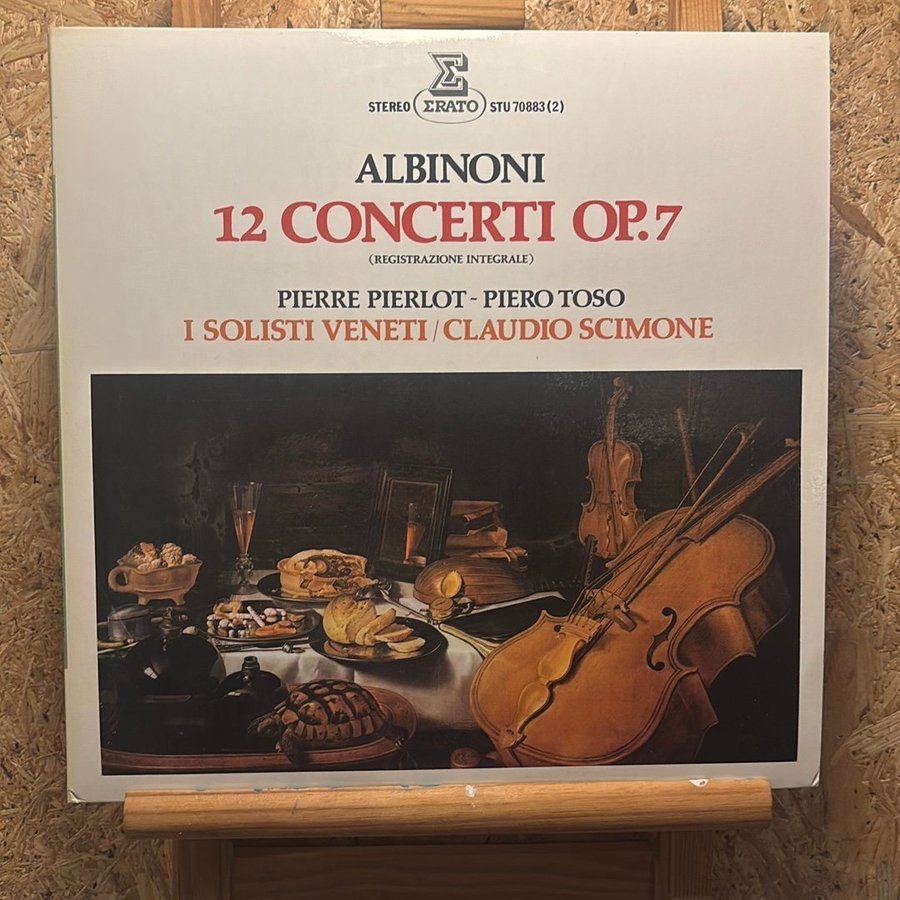 STEREO ΣRATO STU 70883 (2)
ALBINONI
12 CONCERTI OP. 7
(REGISTRAZIONE INTEGRALE)
PIERRE PIERLOT - PIERO TOSO
I SOLISTI VENETI / CLAUDIO SCIMONE